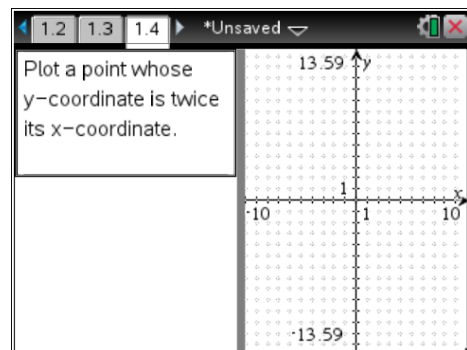 1.2 1.3 1.4 *Unsaved
Plot a point whose
y-coordinate is twice
its x-coordinate.
13.59 y
1
x
-10 1 10
-13.59